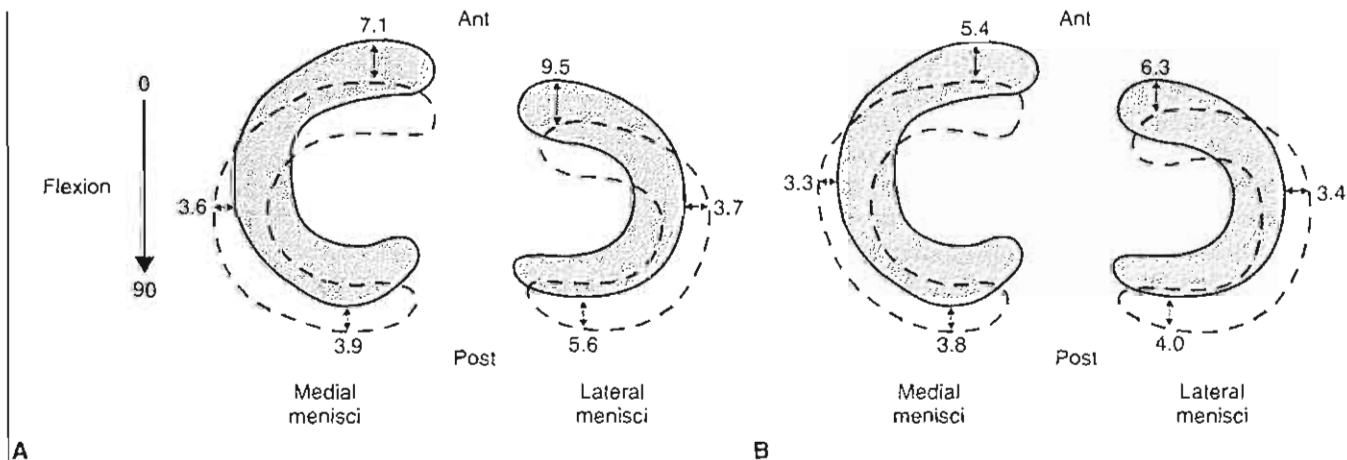 Ant
7.1
9.5
0
Flexion
90
3.6
3.7
3.9
5.6
Post
Medial
menisci
Lateral
menisci
A
Ant
5.4
6.3
3.3
3.4
3.8
4.0
Post
Medial
menisci
Lateral
menisci
B